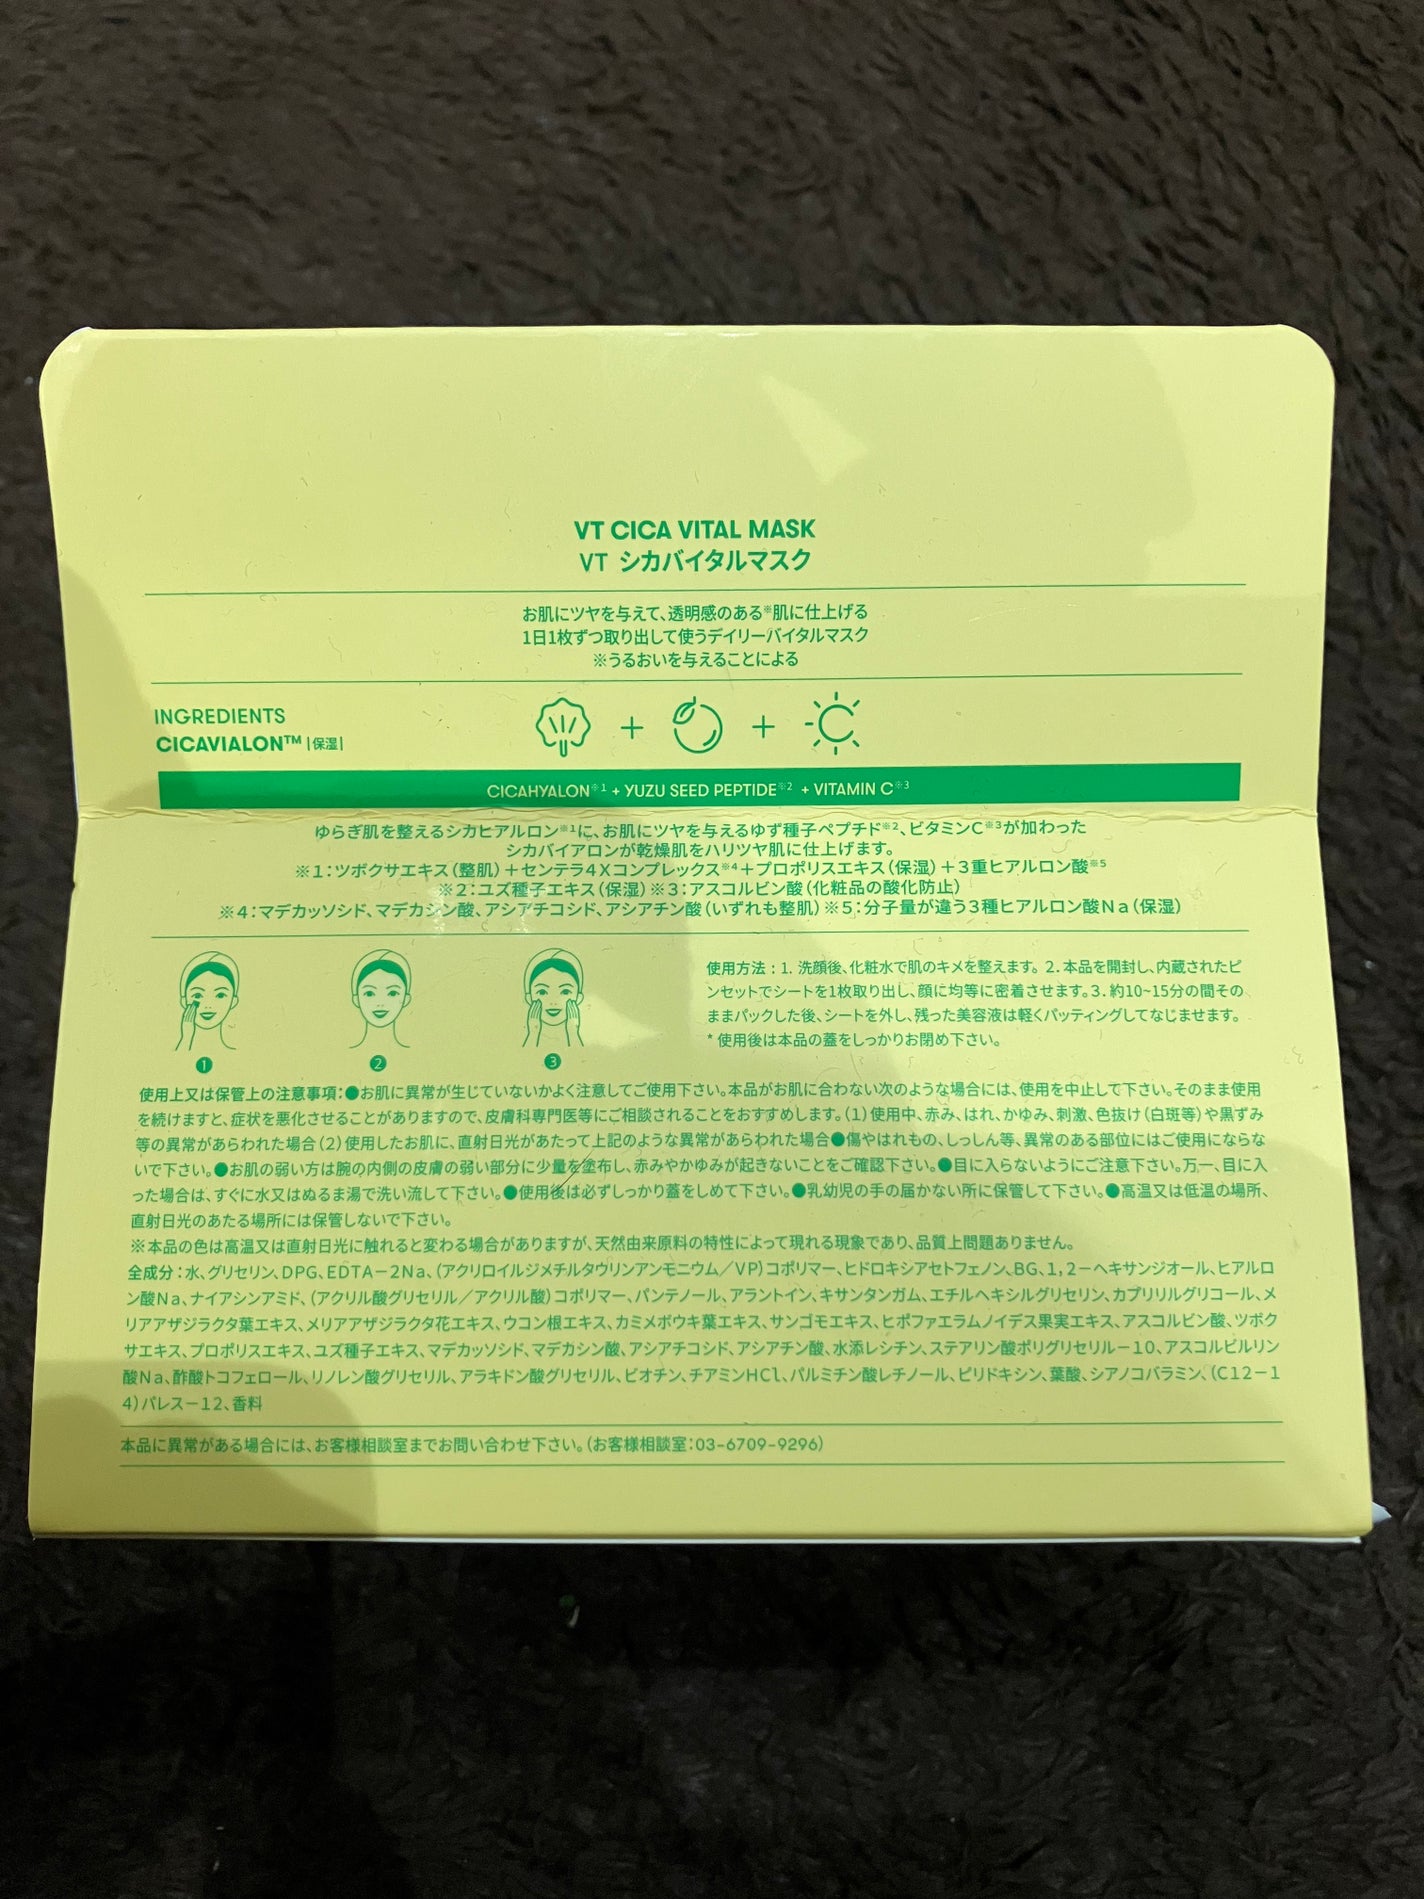 VT CICA VITAL MASK
VT シカバイタルマスク
お肌にツヤを与えて、透明感のある※肌に仕上げる
1日1枚ずつ取り出して使うデイリーバイタルマスク
※うるおいを与えることによる
INGREDIENTS
CICAVIALON™ |保湿|
CICAHYALON※1 + YUZU SEED PEPTIDE※2 + VITAMIN C※3
ゆらぎ肌を整えるシカヒアルロン※1に、お肌にツヤを与えるゆず種子ペプチド※2、ビタミンC※3が加わった
シカバイアロンが乾燥肌をハリツヤ肌に仕上げます。
※1：ツボクサエキス（整肌）＋センテラ4Xコンプレックス※4＋プロポリスエキス（保湿）＋3重ヒアルロン酸※5
※2：ユズ種子エキス（保湿）※3：アスコルビン酸（化粧品の酸化防止）
※4：マデカッソシド、マデカシン酸、アシアチコシド、アシアチン酸（いずれも整肌）※5：分子量が違う3種ヒアルロン酸Na（保湿）
使用方法：1. 洗顔後、化粧水で肌のキメを整えます。2. 本品を開封し、内蔵されたピ
ンセットでシートを1枚取り出し、顔に均等に密着させます。3. 約10~15分の間その
ままパックした後、シートを外し、残った美容液は軽くパッティングしてなじませます。
* 使用後は本品の蓋をしっかりお閉め下さい。
1 2 3
使用上又は保管上の注意事項：●お肌に異常が生じていないかよく注意してご使用下さい。本品がお肌に合わない次のような場合には、使用を中止して下さい。そのまま使用
を続けますと、症状を悪化させることがありますので、皮膚科専門医等にご相談されることをおすすめします。（1）使用中、赤み、はれ、かゆみ、刺激、色抜け（白斑等）や黒ずみ
等の異常があらわれた場合（2）使用したお肌に、直射日光があたって上記のような異常があらわれた場合●傷やはれもの、しっしん等、異常のある部位にはご使用にならな
いで下さい。●お肌の弱い方は腕の内側の皮膚の弱い部分に少量を塗布し、赤みやかゆみが起きないことをご確認下さい。●目に入らないようにご注意下さい。万一、目に入
った場合は、すぐに水又はぬるま湯で洗い流して下さい。●使用後は必ずしっかり蓋をしめて下さい。●乳幼児の手の届かない所に保管して下さい。●高温又は低温の場所、
直射日光のあたる場所には保管しないで下さい。
※本品の色は高温又は直射日光に触れると変わる場合がありますが、天然由来原料の特性によって現れる現象であり、品質上問題ありません。
全成分：水、グリセリン、DPG、EDTA－2Na、（アクリロイルジメチルタウリンアンモニウム／VP）コポリマー、ヒドロキシアセトフェノン、BG、1,2－ヘキサンジオール、ヒアルロ
ン酸Na、ナイアシンアミド、（アクリル酸グリセリル／アクリル酸）コポリマー、パンテノール、アラントイン、キサンタンガム、エチルヘキシルグリセリン、カプリリルグリコール、メ
リアアザジラクタ葉エキス、メリアアザジラクタ花エキス、ウコン根エキス、カミメボウキ葉エキス、サンゴモエキス、ヒポファエラムノイデス果実エキス、アスコルビン酸、ツボク
サエキス、プロポリスエキス、ユズ種子エキス、マデカッソシド、マデカシン酸、アシアチコシド、アシアチン酸、水添レシチン、ステアリン酸ポリグリセリル－10、アスコルビルリン
酸Na、酢酸トコフェロール、リノレン酸グリセリル、アラキドン酸グリセリル、ビオチン、チアミンHCl、パルミチン酸レチノール、ピリドキシン、葉酸、シアノコバラミン、（C12－1
4）パレス－12、香料
本品に異常がある場合には、お客様相談室までお問い合わせ下さい。（お客様相談室：03-6709-9296）